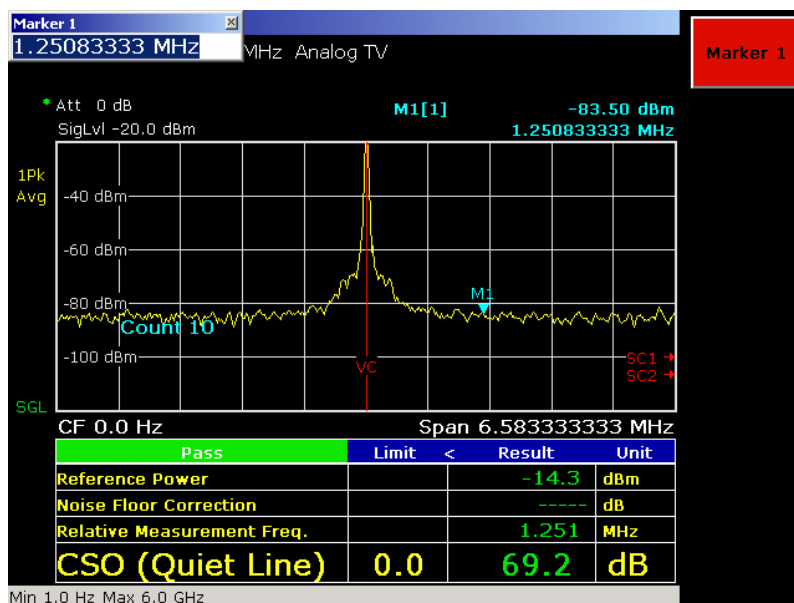 Marker 1
1.25083333 MHz
MHz Analog TV
Marker 1
* Att 0 dB
M1[1] -83.50 dBm
SigLvl -20.0 dBm
1.250833333 MHz
1Pk
Avg
-40 dBm
-60 dBm
M1
-80 dBm
Count 10
-100 dBm
VC
SC1
SC2
SGL
CF 0.0 Hz Span 6.583333333 MHz
Pass Limit < Result Unit
Reference Power -14.3 dBm
Noise Floor Correction ----- dB
Relative Measurement Freq. 1.251 MHz
CSO (Quiet Line) 0.0 69.2 dB
Min 1.0 Hz Max 6.0 GHz